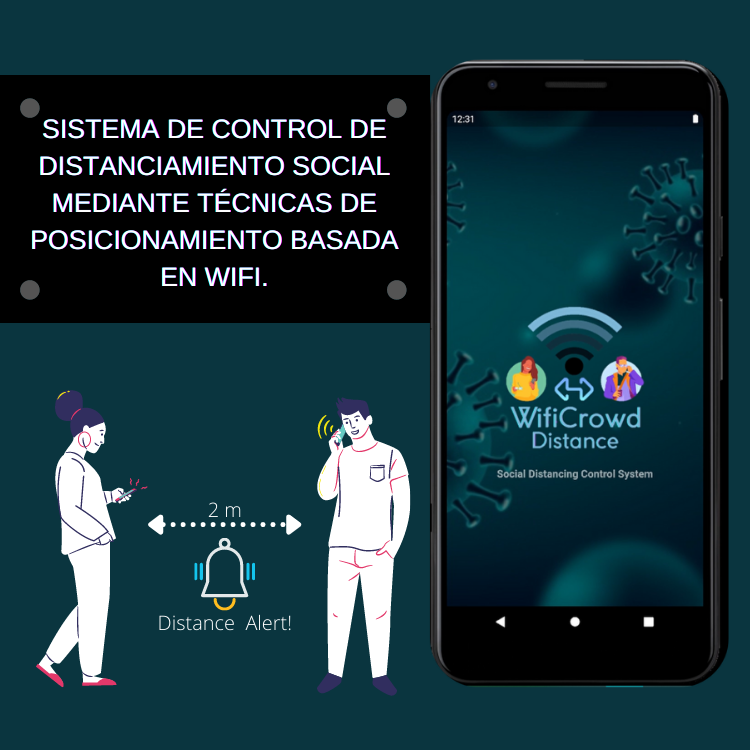 SISTEMA DE CONTROL DE
DISTANCIAMIENTO SOCIAL
MEDIANTE TÉCNICAS DE
POSICIONAMIENTO BASADA
EN WIFI.
2 m
Distance Alert!
12:31
WifiCrowd
Distance
Social Distancing Control System